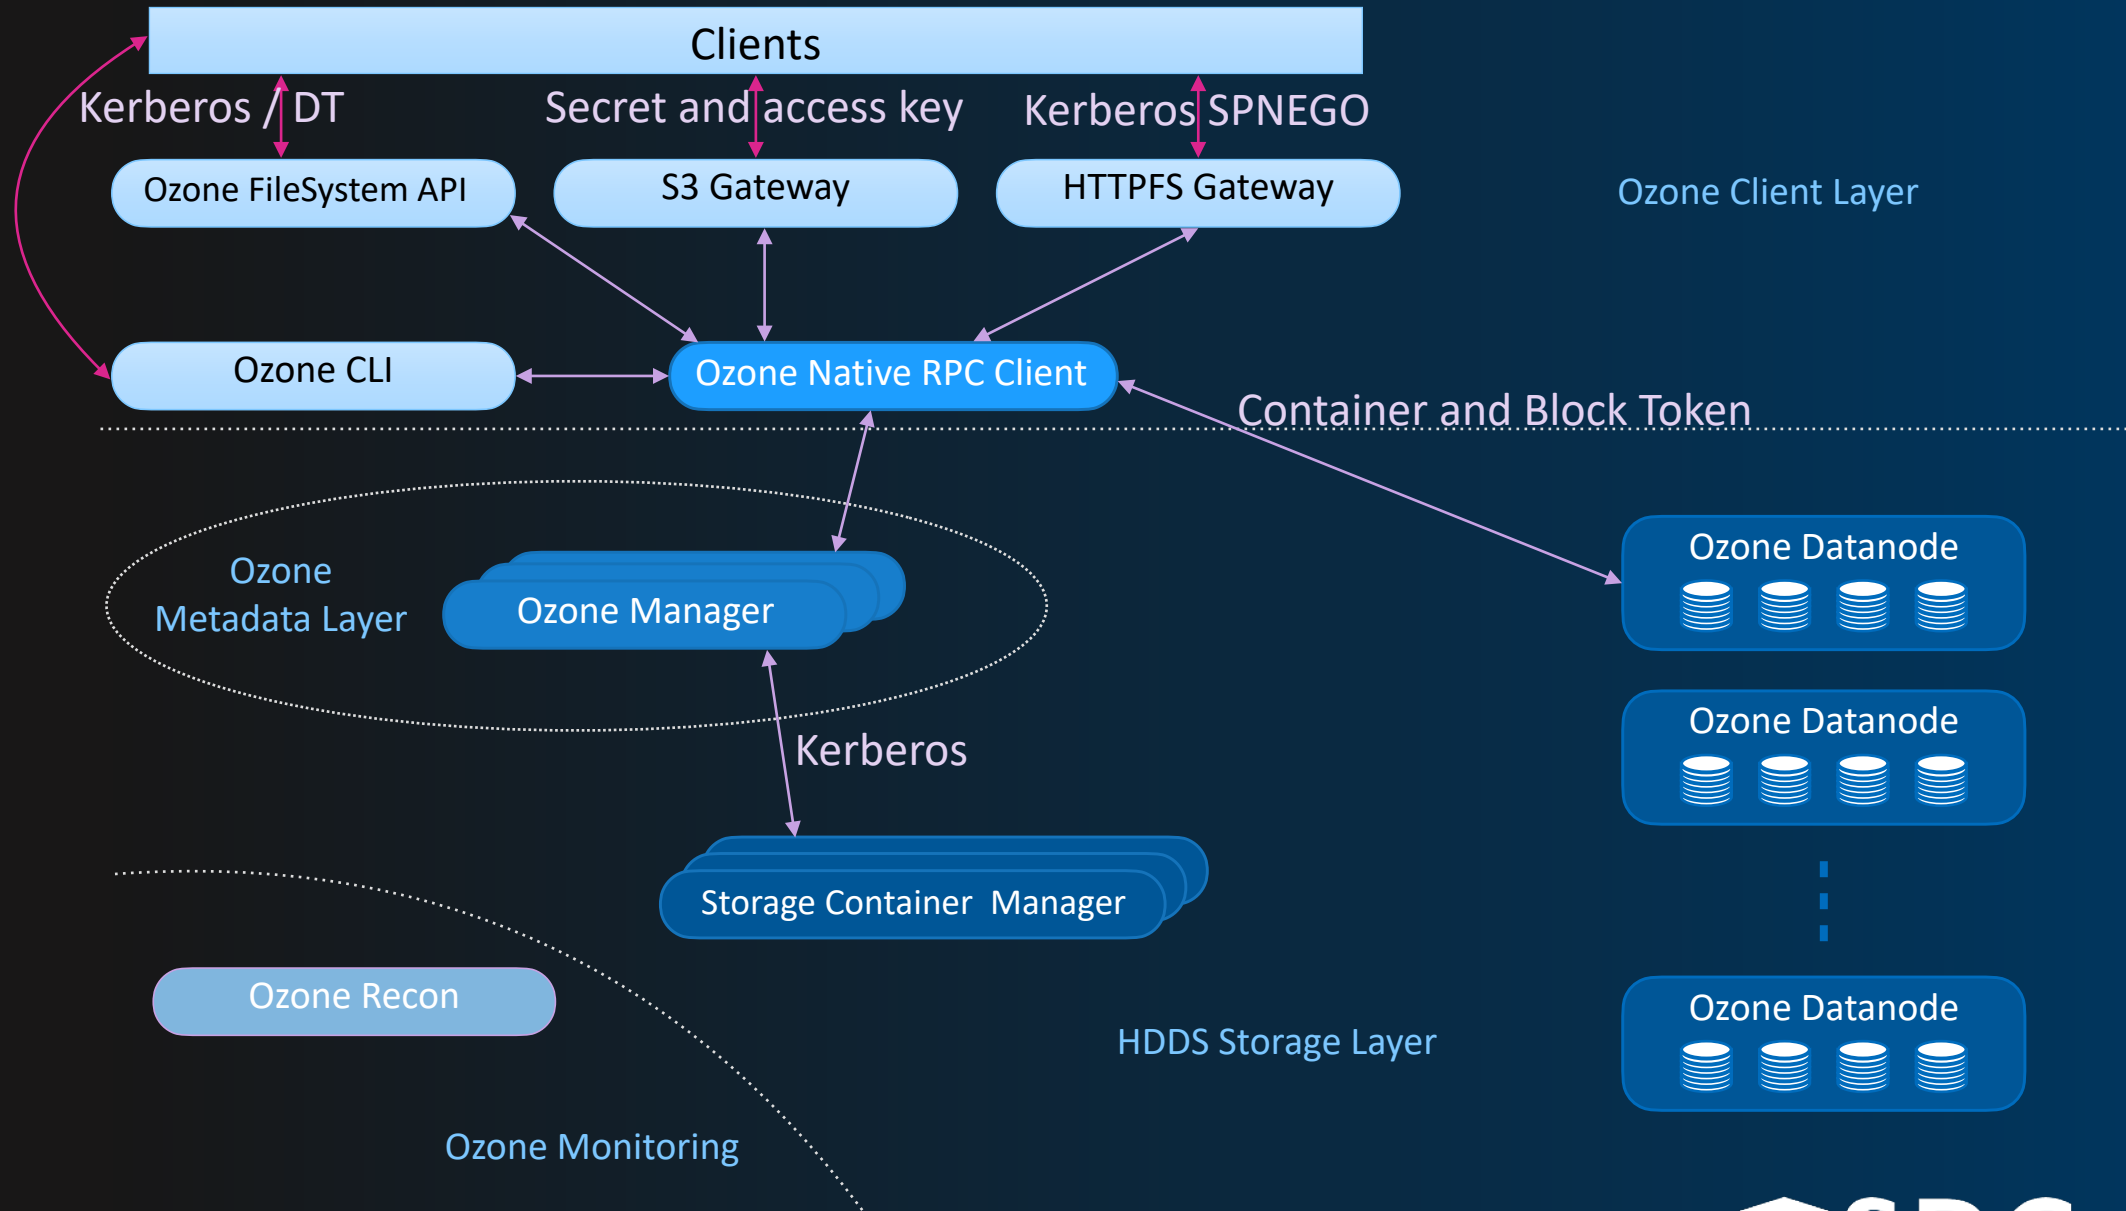 Clients
Kerberos / DT
Secret and access key
Kerberos SPNEGO
Ozone FileSystem API
S3 Gateway
HTTPFS Gateway
Ozone Client Layer
Ozone CLI
Ozone Native RPC Client
Container and Block Token
Ozone
Metadata Layer
Ozone Manager
Ozone Datanode
Ozone Datanode
Kerberos
Storage Container  Manager
Ozone Recon
Ozone Datanode
HDDS Storage Layer
Ozone Monitoring